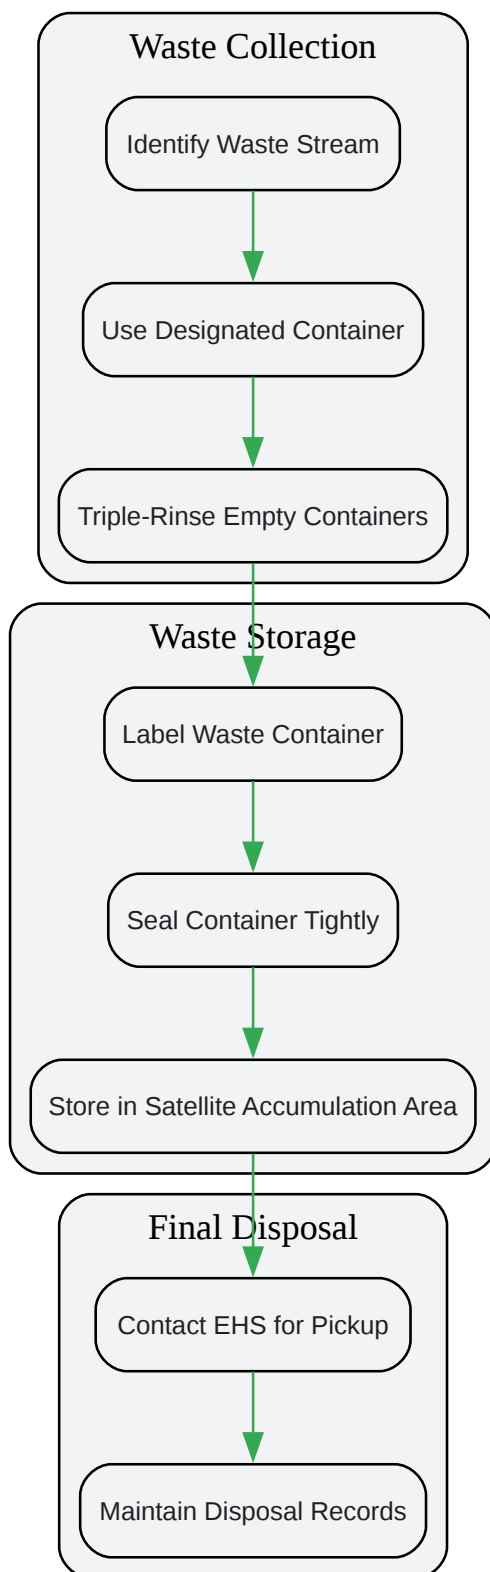 Waste Collection
Identify Waste Stream
Use Designated Container
Triple-Rinse Empty Containers
Waste Storage
Label Waste Container
Seal Container Tightly
Store in Satellite Accumulation Area
Final Disposal
Contact EHS for Pickup
Maintain Disposal Records